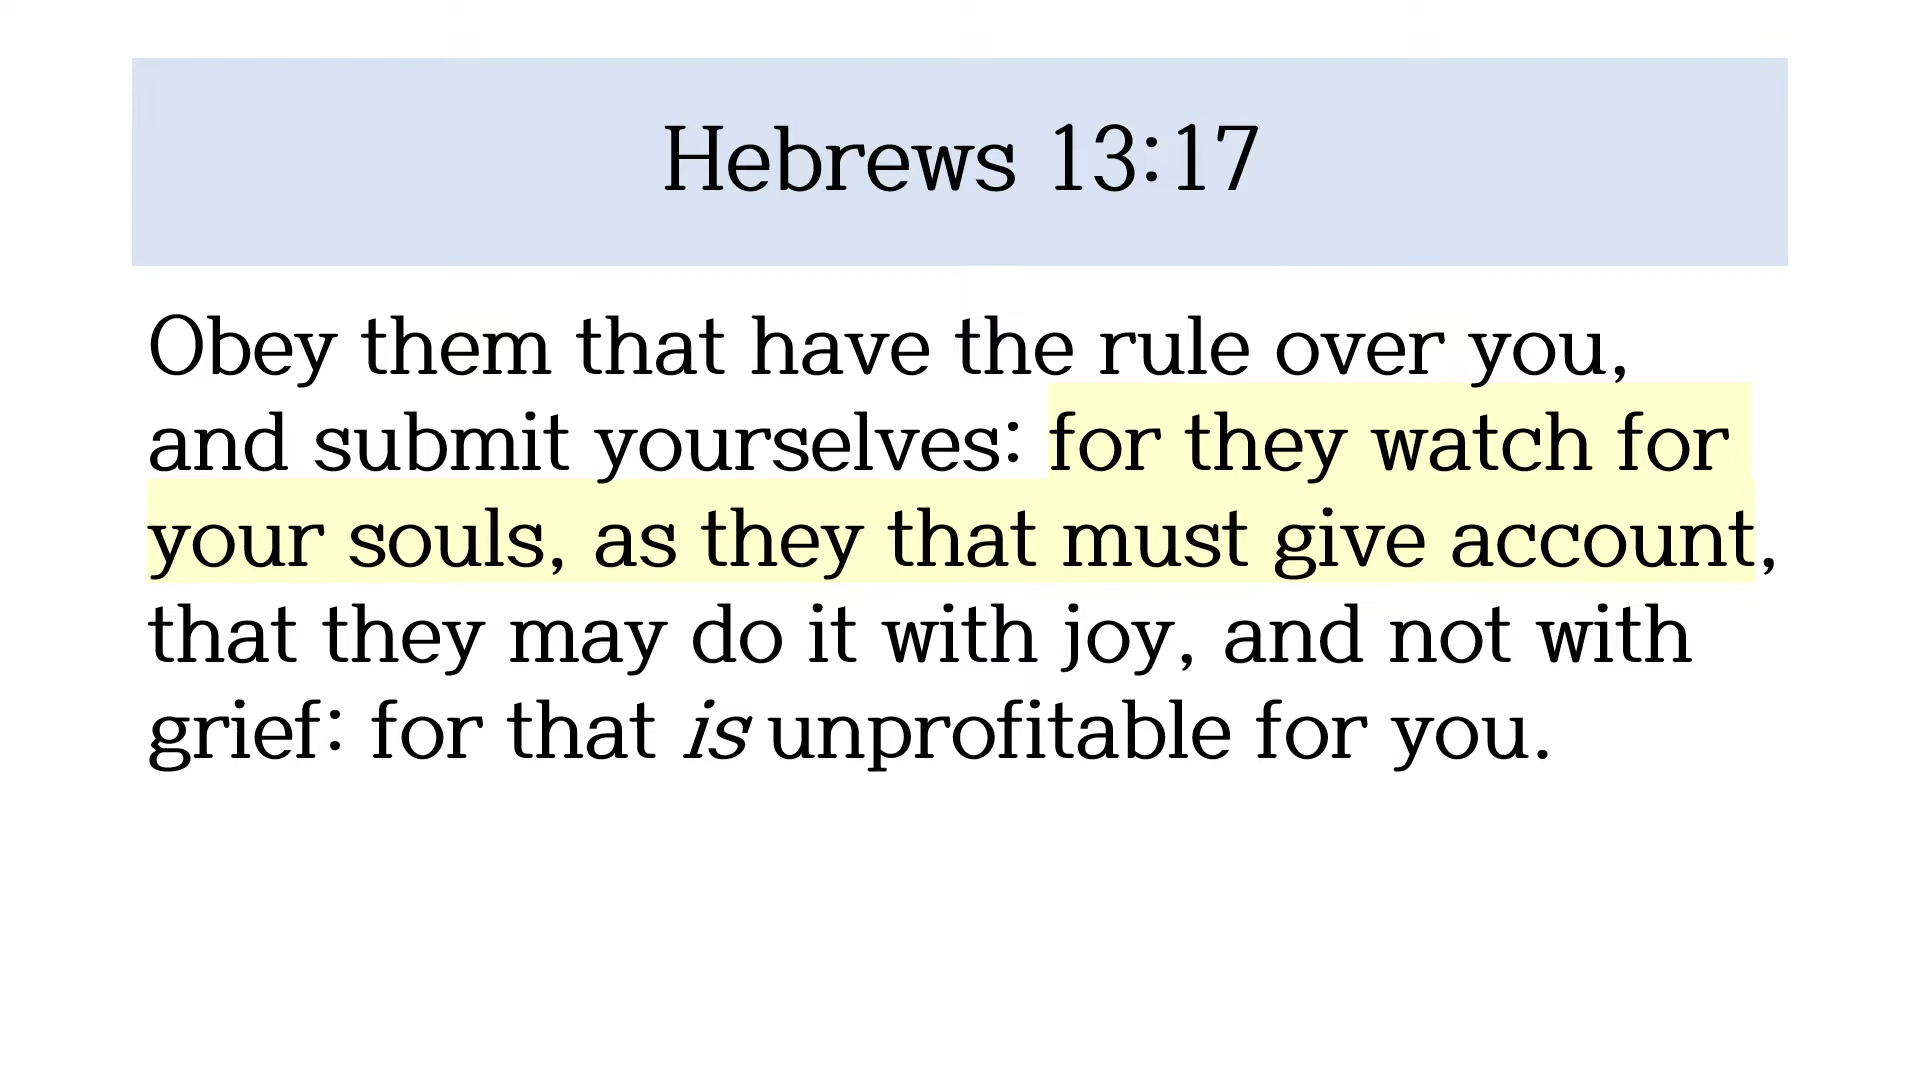 Hebrews 13:17
Obey them that have the rule over you,
and submit yourselves: for they watch for
your souls, as they that must give account,
that they may do it with joy, and not with
grief: for that is unprofitable for you.